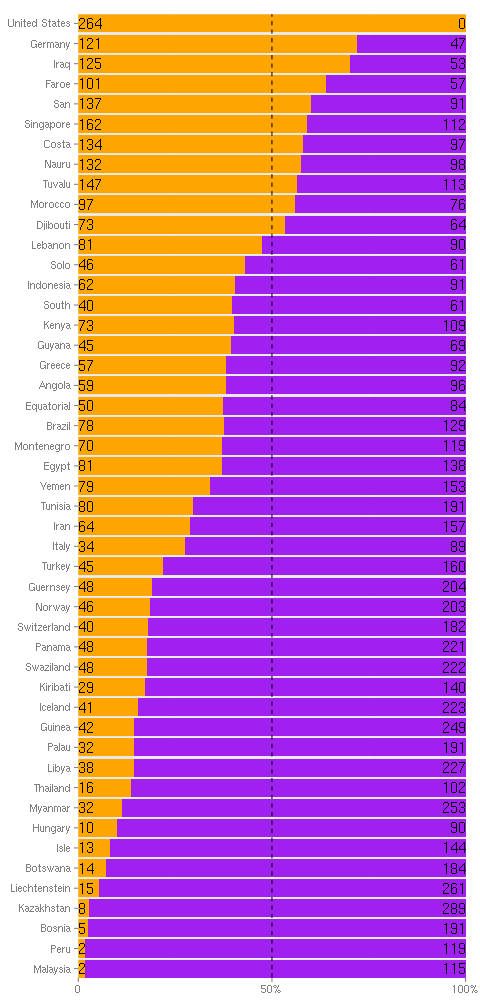 United States 264 0
Germany 121 47
Iraq 125 53
Faroe 101 57
San 137 91
Singapore 162 112
Costa 134 97
Nauru 132 98
Tuvalu 147 113
Morocco 97 76
Djibouti 73 64
Lebanon 81 90
Solo 46 61
Indonesia 62 91
South 40 61
Kenya 73 109
Guyana 45 69
Greece 57 92
Angola 59 96
Equatorial 50 84
Brazil 78 129
Montenegro 70 119
Egypt 81 138
Yemen 79 153
Tunisia 80 191
Iran 64 157
Italy 34 89
Turkey 45 160
Guernsey 48 204
Norway 46 203
Switzerland 40 182
Panama 48 221
Swaziland 48 222
Kiribati 29 140
Iceland 41 223
Guinea 42 249
Palau 32 191
Libya 38 227
Thailand 16 102
Myanmar 32 253
Hungary 10 90
Isle 13 144
Botswana 14 184
Liechtenstein 15 261
Kazakhstan 8 289
Bosnia 5 191
Peru 2 119
Malaysia 2 115
0 50% 100%